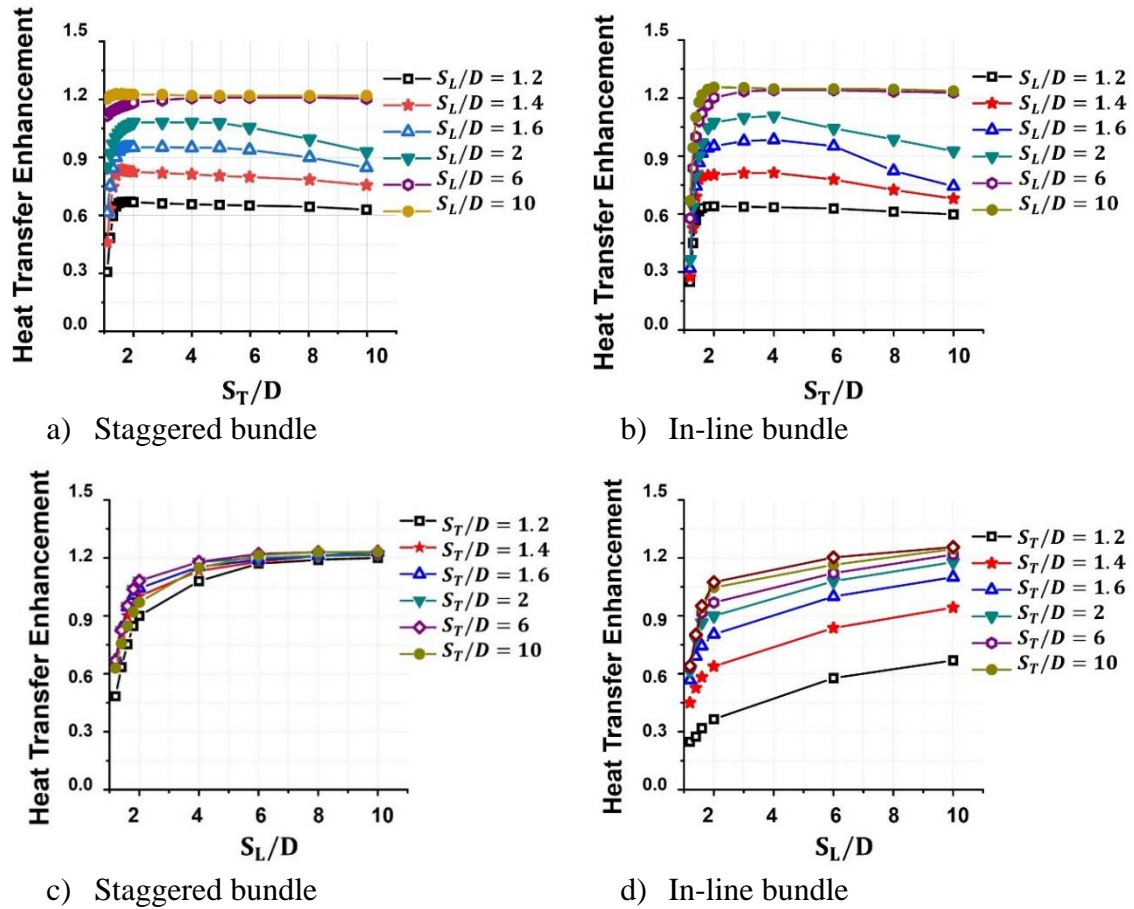 Heat Transfer Enhancement
1.5
1.2
0.9
0.6
0.3
0.0
2 4 6 8 10
S_T/D
S_L/D = 1.2
S_L/D = 1.4
S_L/D = 1.6
S_L/D = 2
S_L/D = 6
S_L/D = 10
a) Staggered bundle
Heat Transfer Enhancement
1.5
1.2
0.9
0.6
0.3
0.0
2 4 6 8 10
S_T/D
S_L/D = 1.2
S_L/D = 1.4
S_L/D = 1.6
S_L/D = 2
S_L/D = 6
S_L/D = 10
b) In-line bundle
Heat Transfer Enhancement
1.5
1.2
0.9
0.6
0.3
0.0
2 4 6 8 10
S_L/D
S_T/D = 1.2
S_T/D = 1.4
S_T/D = 1.6
S_T/D = 2
S_T/D = 6
S_T/D = 10
c) Staggered bundle
Heat Transfer Enhancement
1.5
1.2
0.9
0.6
0.3
0.0
2 4 6 8 10
S_L/D
S_T/D = 1.2
S_T/D = 1.4
S_T/D = 1.6
S_T/D = 2
S_T/D = 6
S_T/D = 10
d) In-line bundle